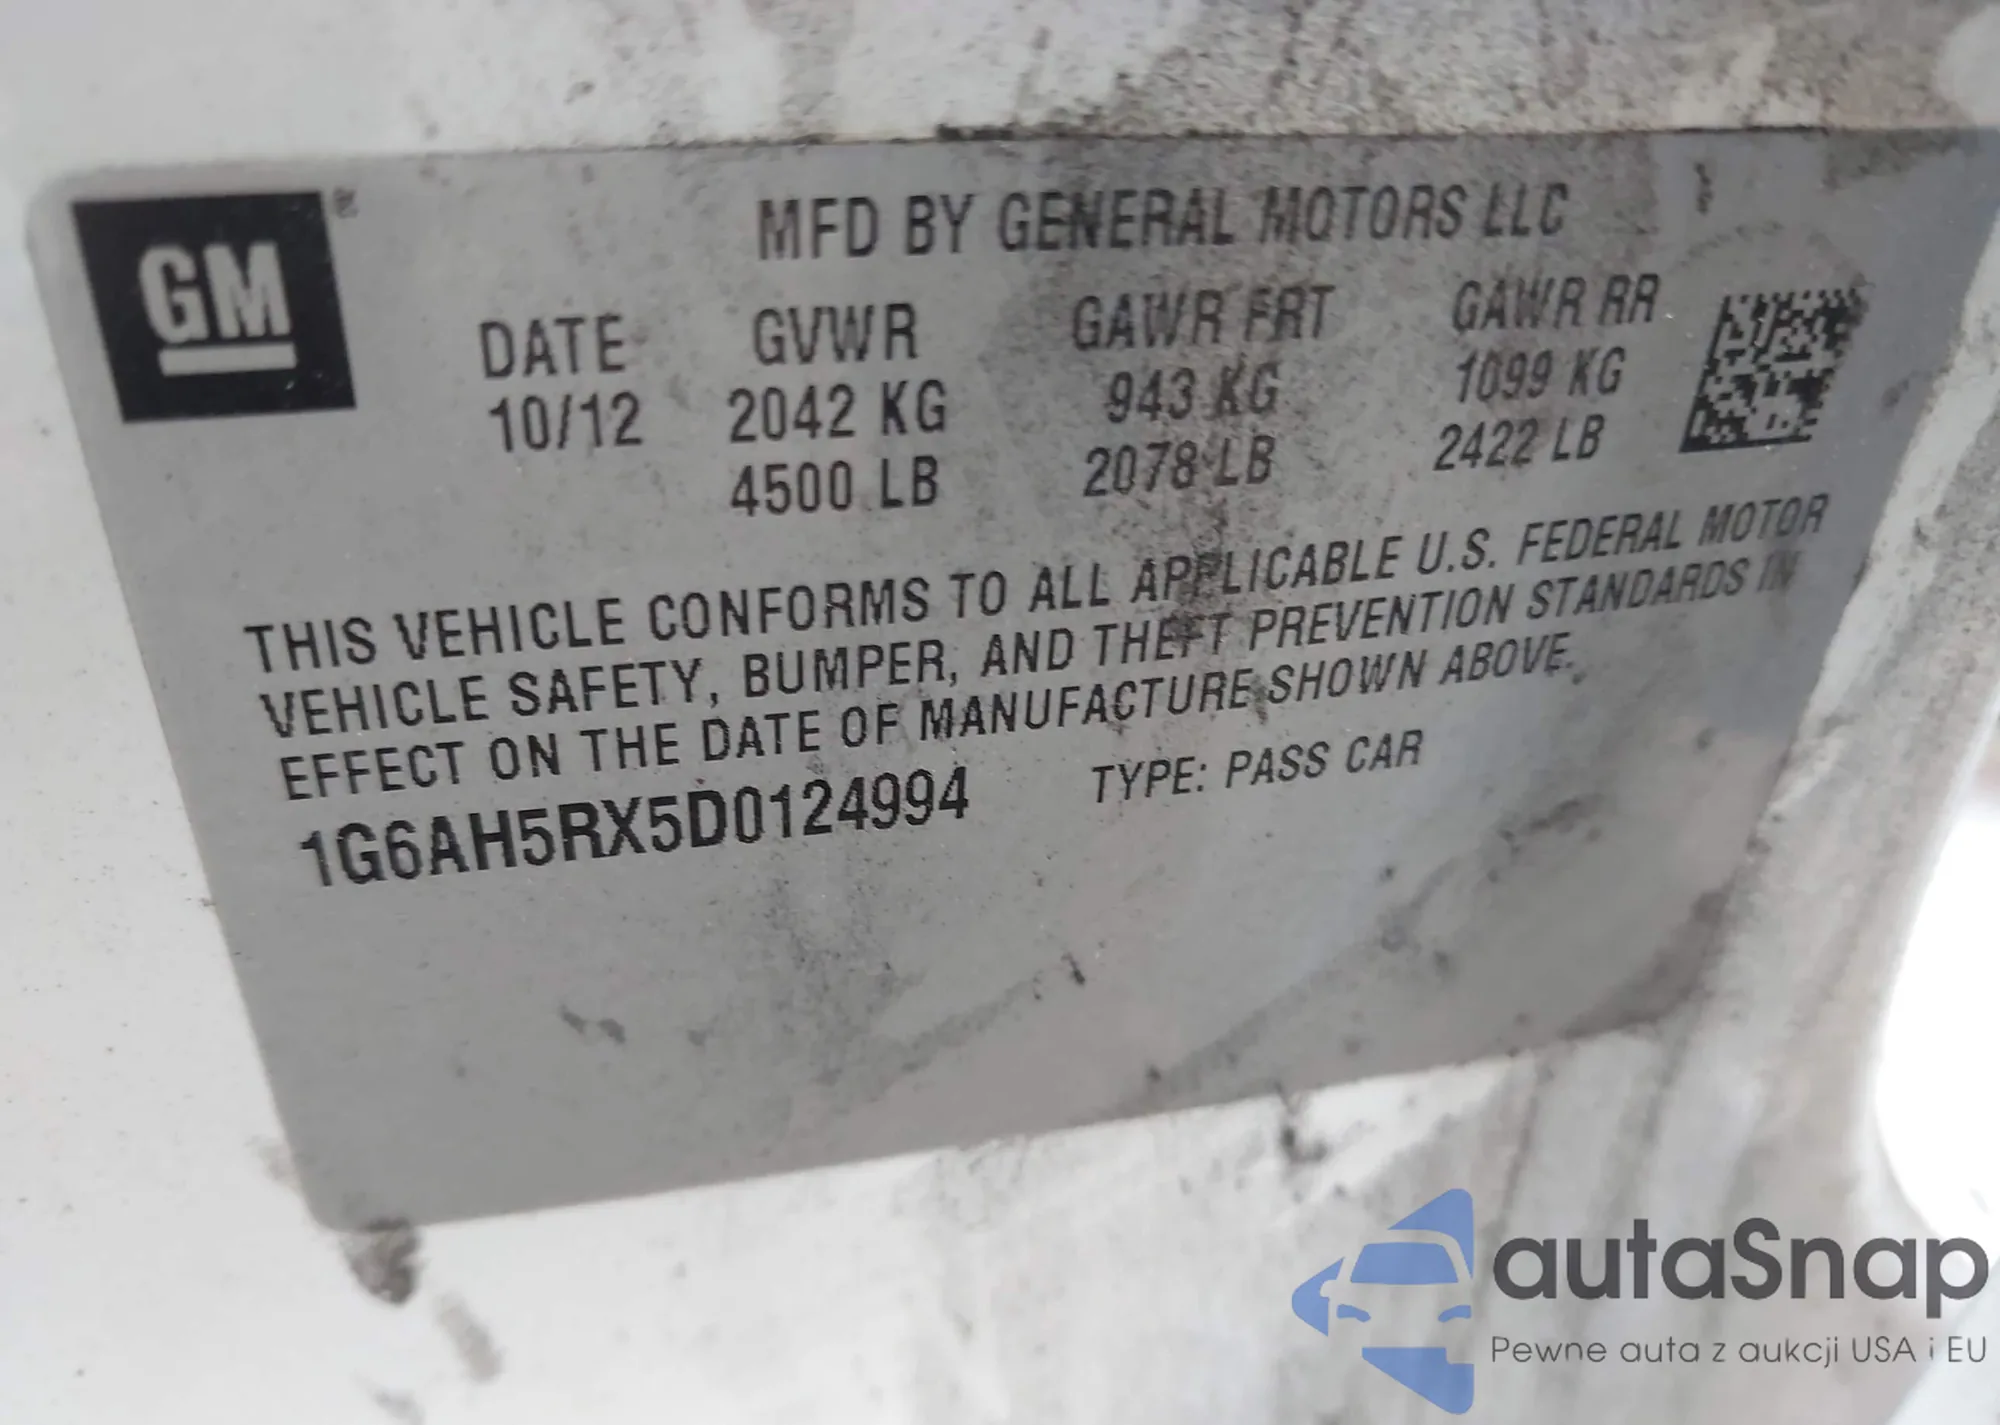 GM ®
MFD BY GENERAL MOTORS LLC
DATE GVWR GAWR FRT GAWR RR
10/12 2042 KG 943 KG 1099 KG
4500 LB 2078 LB 2422 LB
THIS VEHICLE CONFORMS TO ALL APPLICABLE U.S. FEDERAL MOTOR
VEHICLE SAFETY, BUMPER, AND THEFT PREVENTION STANDARDS IN
EFFECT ON THE DATE OF MANUFACTURE SHOWN ABOVE.
1G6AH5RX5D0124994 TYPE: PASS CAR
autaSnap
Pewne auta z aukcji USA i EU